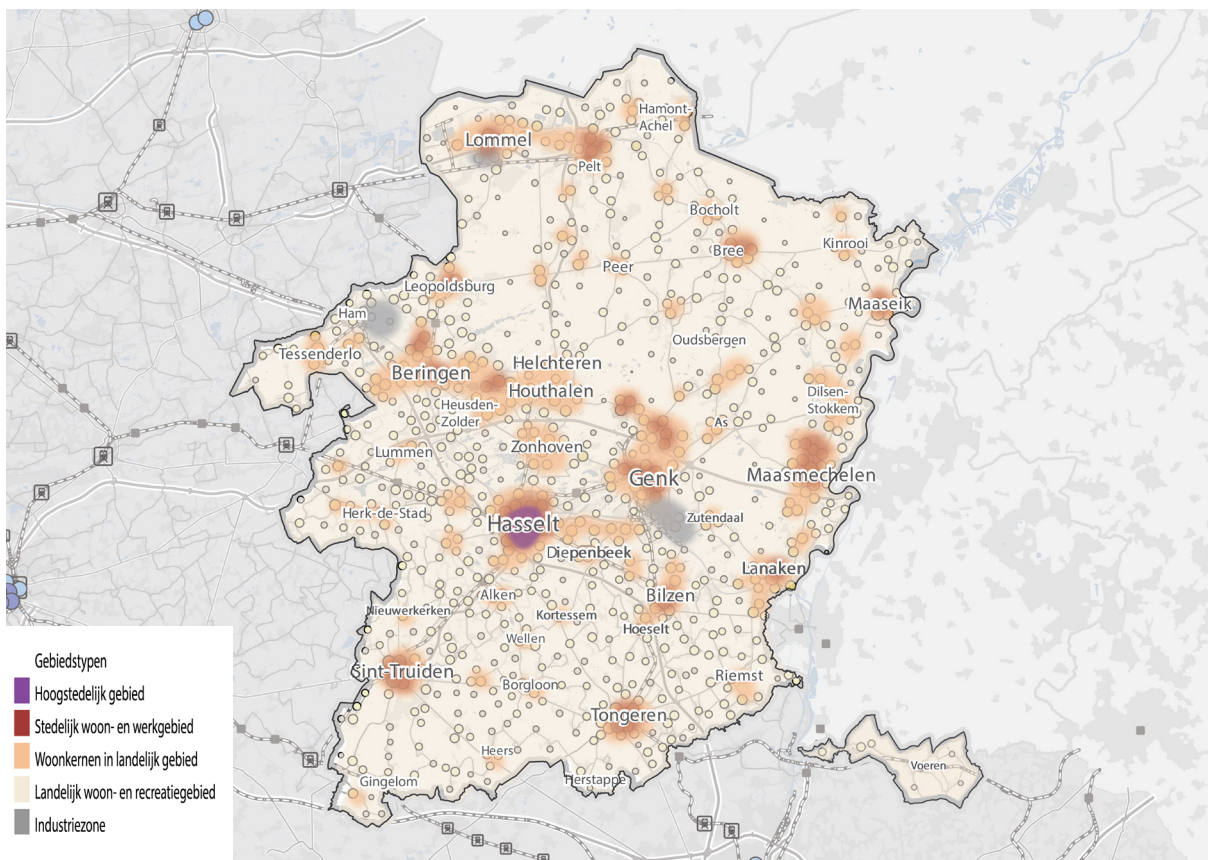 Hamont-
Achel
Lommel
Pelt
Bocholt
Kinrooi
Bree
Peer
Leopoldsburg
Maaseik
Ham
Oudsbergen
Tessenderlo
Helchteren
Beringen
Houthalen
Dilsen-
Stokkem
Heusden-
Zolder
As
Zonhoven
Lummen
Genk
Maasmechelen
Herk-de-Stad
Hasselt
Zutendaal
Diepenbeek
Lanaken
Alken
Bilzen
Nieuwerkerken
Kortessem
Hoeselt
Wellen
Sint-Truiden
Borgloon
Riemst
Tongeren
Heers
Gingelom
Herstappe
Voeren
Gebiedstypen
Hoogstedelijk gebied
Stedelijk woon- en werkgebied
Woonkernen in landelijk gebied
Landelijk woon- en recreatiegebied
Industriezone